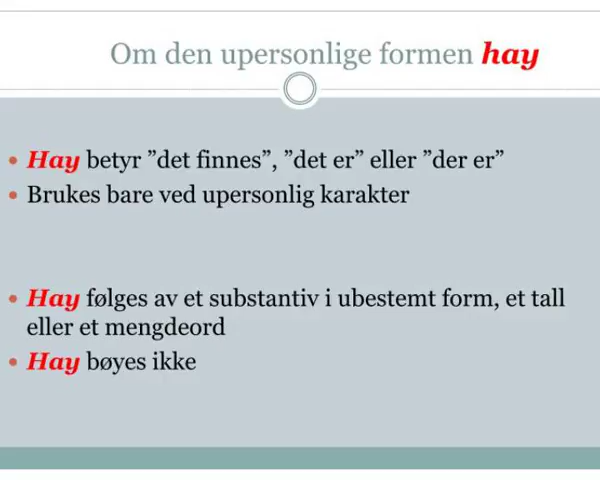 Om den upersonlige formen hay
• Hay betyr ”det finnes”, ”det er” eller ”der er”
• Brukes bare ved upersonlig karakter
• Hay følges av et substantiv i ubestemt form, et tall
eller et mengdeord
• Hay bøyes ikke